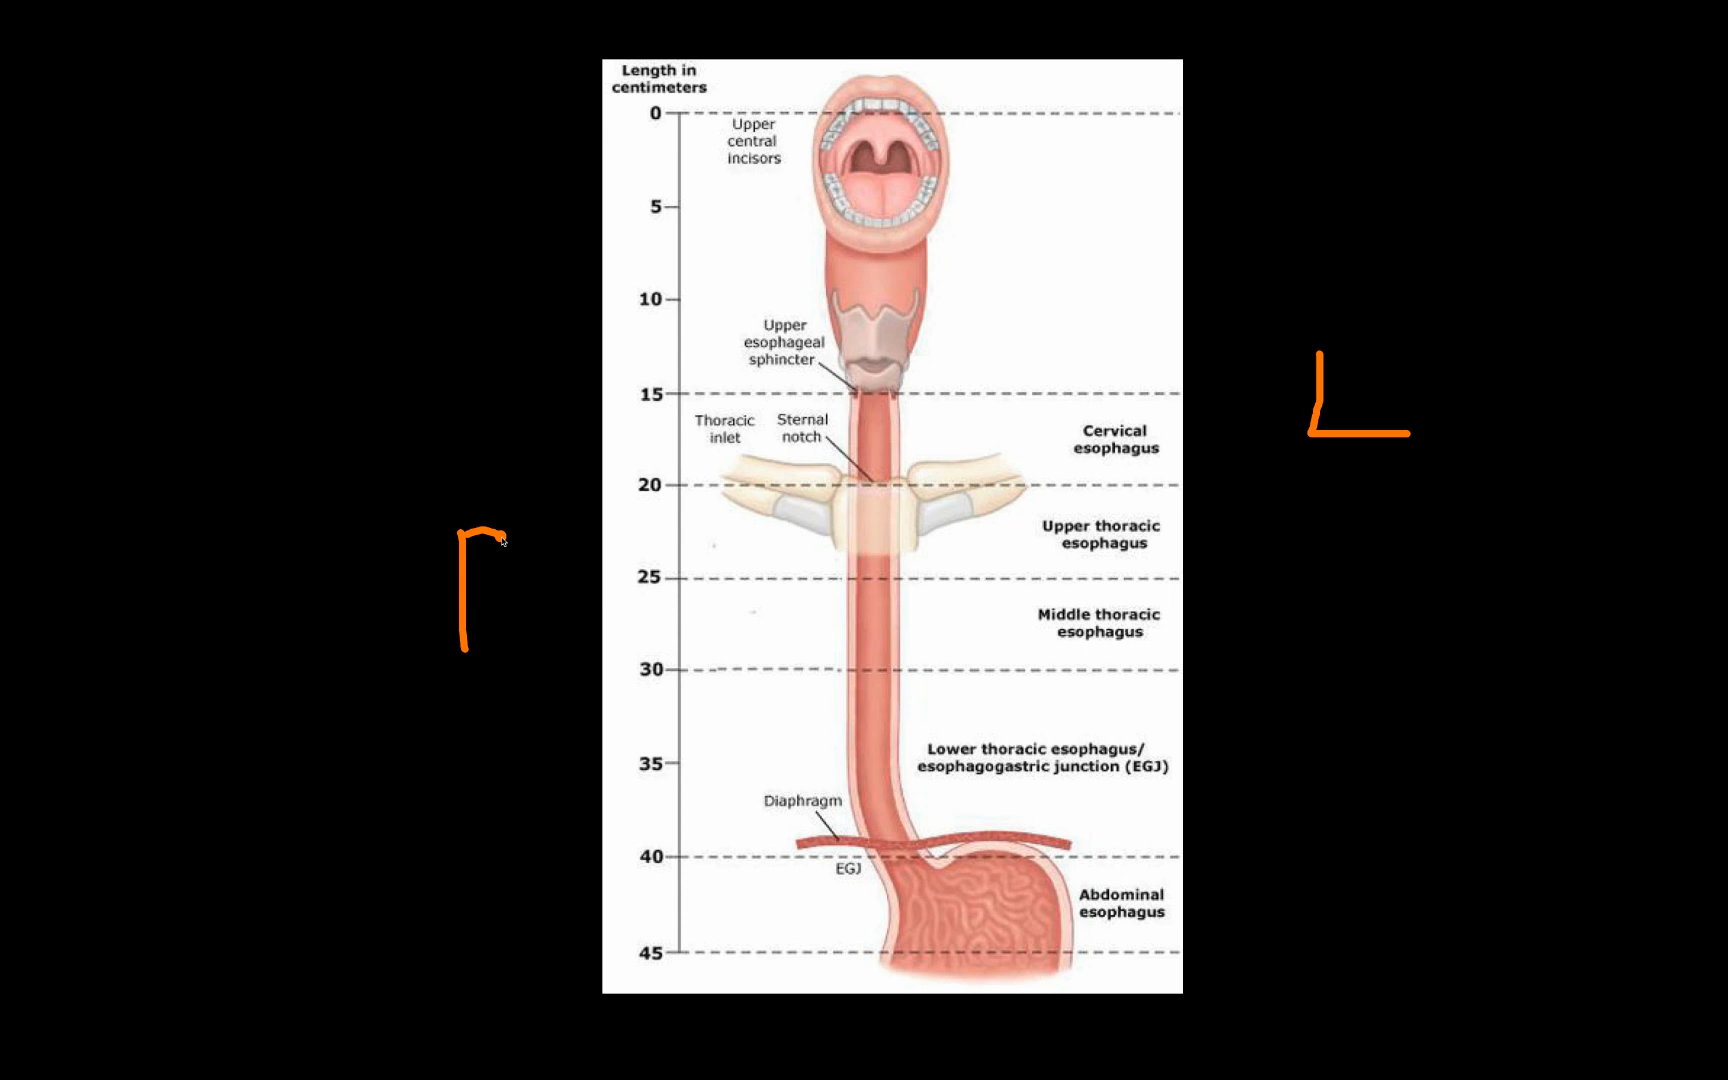 Length in
centimeters
0
Upper
central
incisors
5
10
Upper
esophageal
sphincter
15
Thoracic
inlet
Sternal
notch
Cervical
esophagus
20
Upper thoracic
esophagus
25
Middle thoracic
esophagus
30
Lower thoracic esophagus/
esophagogastric junction (EGJ)
35
Diaphragm
40
EGJ
Abdominal
esophagus
45
L